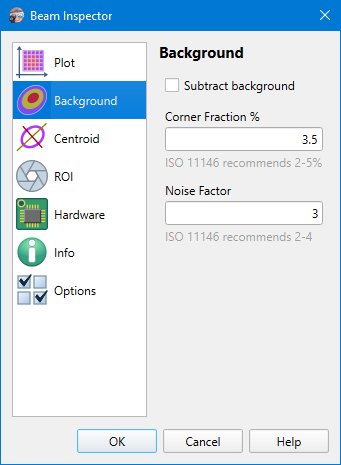 Beam Inspector
Plot
Background
Centroid
ROI
Hardware
Info
Options
Background
Subtract background
Corner Fraction %
3.5
ISO 11146 recommends 2-5%
Noise Factor
3
ISO 11146 recommends 2-4
OK
Cancel
Help